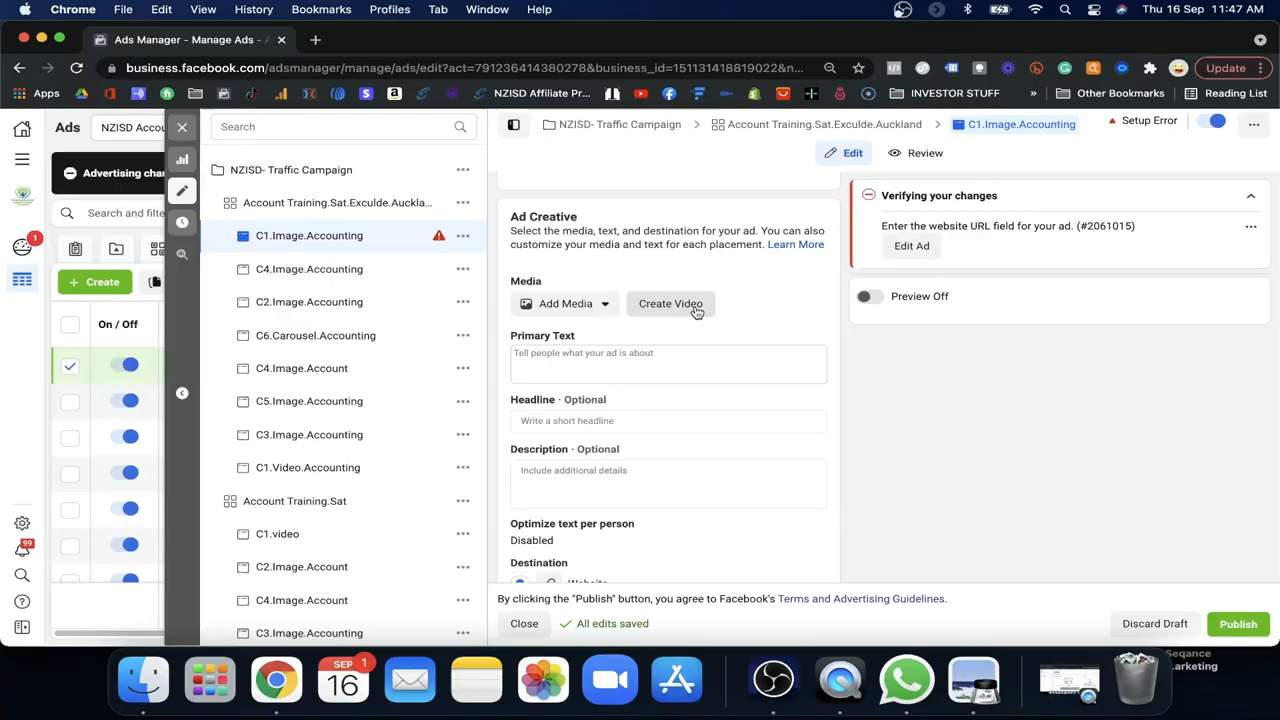 Chrome File Edit View History Bookmarks Profiles Tab Window Help Thu 16 Sep 11:47 AM
Ads Manager - Manage Ads -
business.facebook.com/adsmanager/manage/ads/edit?act=791236414380278&business_id=151131418819022&n... Update
Apps NZISD Affiliate Pr... INVESTOR STUFF » Other Bookmarks Reading List
Ads NZISD Accou
Search
NZISD- Traffic Campaign Account Training.Sat.Exculde.Auckland C1.Image.Accounting Setup Error
Edit Review
Advertising chan
Search and filte
Create
On / Off
1
99
NZISD- Traffic Campaign
Account Training.Sat.Exculde.Auckla...
C1.Image.Accounting
C4.Image.Accounting
C2.Image.Accounting
C6.Carousel.Accounting
C4.Image.Account
C5.Image.Accounting
C3.Image.Accounting
C1.Video.Accounting
Account Training.Sat
C1.video
C2.Image.Account
C4.Image.Account
C3.Image.Accounting
Ad Creative
Select the media, text, and destination for your ad. You can also
customize your media and text for each placement. Learn More
Media
Add Media Create Video
Primary Text
Tell people what your ad is about
Headline · Optional
Write a short headline
Description · Optional
Include additional details
Optimize text per person
Disabled
Destination
Website
Verifying your changes
Enter the website URL field for your ad. (#2061015)
Edit Ad
Preview Off
By clicking the "Publish" button, you agree to Facebook's Terms and Advertising Guidelines.
Close All edits saved Discard Draft Publish
SEP 1
16
Seqance
arketing